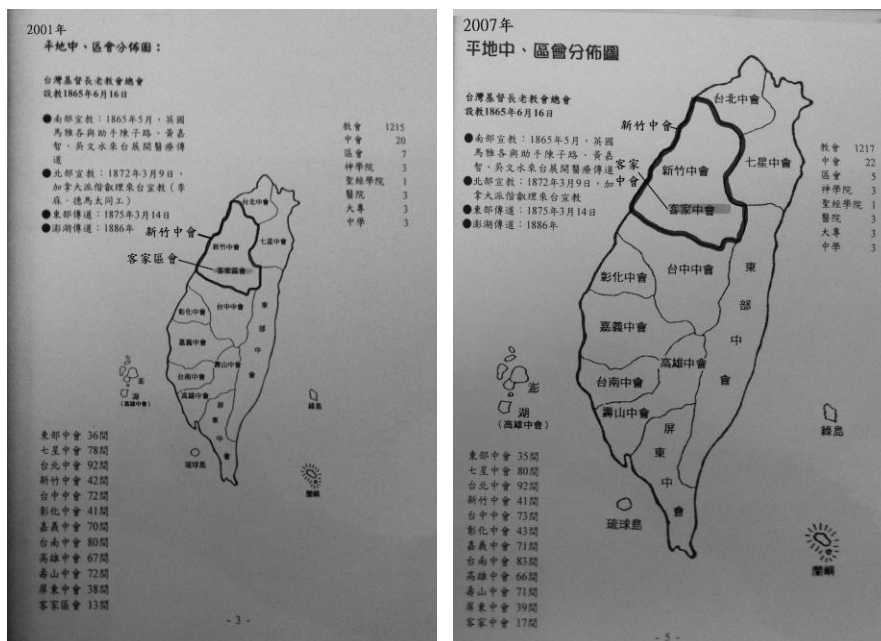 2001年
平地中、區會分佈圖：
台灣基督長老教會總會
設教1865年6月16日
●南部宣教：1865年5月，英國
馬雅各與助手陳子路、黃嘉
智、吳文水來台展開醫療傳
道
●北部宣教：1872年3月9日，
加拿大派偕叡理來台宣教（李
庥、德馬太同工）
●東部傳道：1875年3月14日
●澎湖傳道：1886年
教會 1215
中會 20
區會 7
神學院 3
聖經學院 1
醫院 3
大專 3
中學 3
新竹中會
客家區會
台北中會
新竹中會
七星中會
客家區會
彰化中會
台中中會
東部中會
嘉義中會
壽山中會
台南中會
高雄中會
屏東中會
澎湖
(高雄中會)
綠島
琉球島
蘭嶼
東部中會 36間
七星中會 78間
台北中會 92間
新竹中會 42間
台中中會 72間
彰化中會 41間
嘉義中會 70間
台南中會 80間
高雄中會 67間
壽山中會 72間
屏東中會 38間
客家區會 13間
- 3 -
2007年
平地中、區會分佈圖
台灣基督長老教會總會
設教1865年6月16日
●南部宣教：1865年5月，英國
馬雅各與助手陳子路、黃嘉
智、吳文水來台展開醫療傳道
●北部宣教：1872年3月9日，加
拿大派偕叡理來台宣教
●東部傳道：1875年3月14日
●澎湖傳道：1886年
教會 1217
中會 22
區會 5
神學院 3
聖經學院 1
醫院 3
大專 3
中學 3
新竹中會
客家中會
台北中會
新竹中會
七星中會
客家中會
彰化中會
台中中會
東部中會
嘉義中會
高雄中會
台南中會
壽山中會
屏東中會
澎湖
(高雄中會)
綠島
琉球島
蘭嶼
東部中會 35間
七星中會 80間
台北中會 92間
新竹中會 41間
台中中會 73間
彰化中會 43間
嘉義中會 71間
台南中會 83間
高雄中會 66間
壽山中會 71間
屏東中會 39間
客家中會 17間
- 5 -